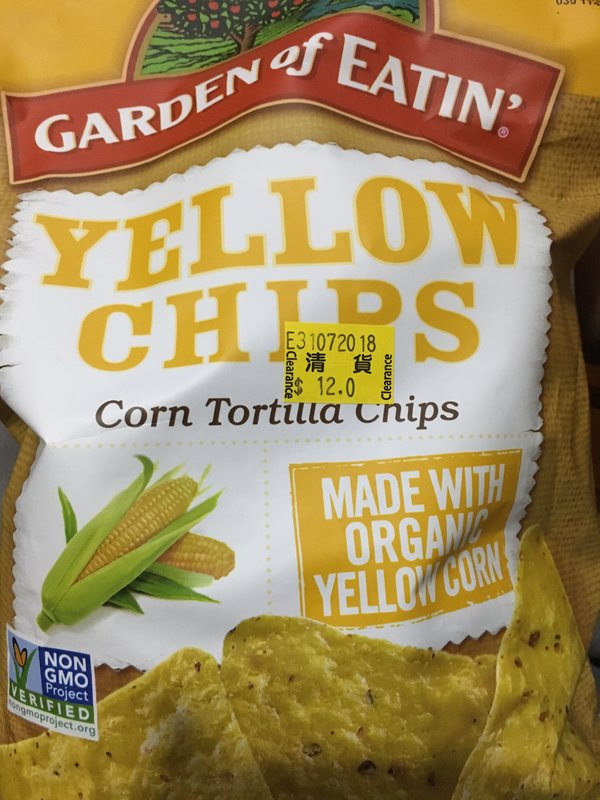 GARDEN of EATIN'®
YELLOW
CHIPS
E31072018
清 貨
Clearance
$ 12.0
Clearance
Corn Tortilla Chips
MADE WITH
ORGANIC
YELLOW CORN
NON
GMO
Project
VERIFIED
nongmoproject.org